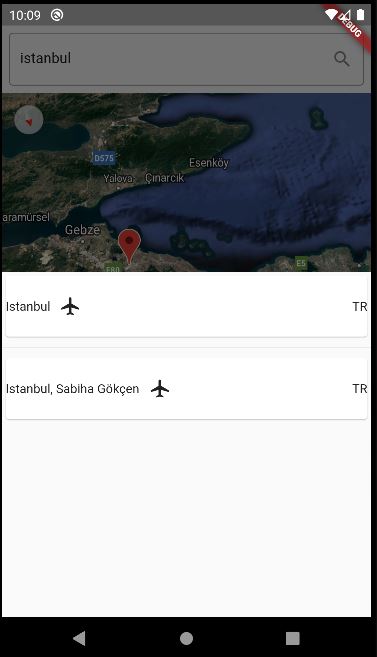 10:09
DEBUG
istanbul
D575
Esenköy
Yalova
Çınarcık
aramürsel
Gebze
E80
E5
Istanbul
TR
Istanbul, Sabiha Gökçen
TR